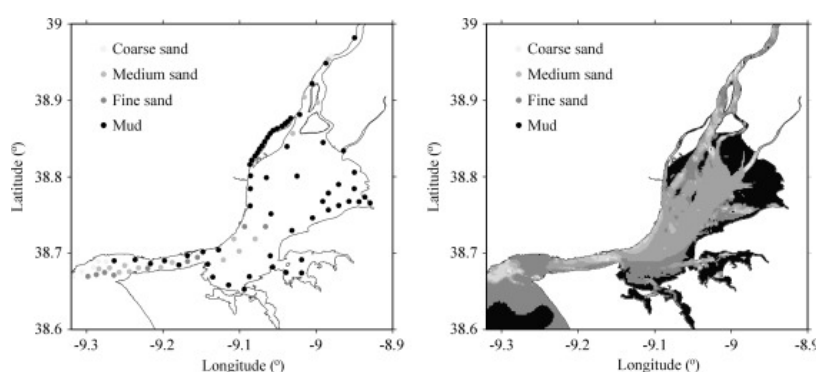 39
38.9
38.8
38.7
38.6
Latitude (º)
Coarse sand
Medium sand
Fine sand
Mud
-9.3
-9.2
-9.1
-9
-8.9
Longitude (º)
39
38.9
38.8
38.7
38.6
Latitude (º)
Coarse sand
Medium sand
Fine sand
Mud
-9.3
-9.2
-9.1
-9
-8.9
Longitude (º)